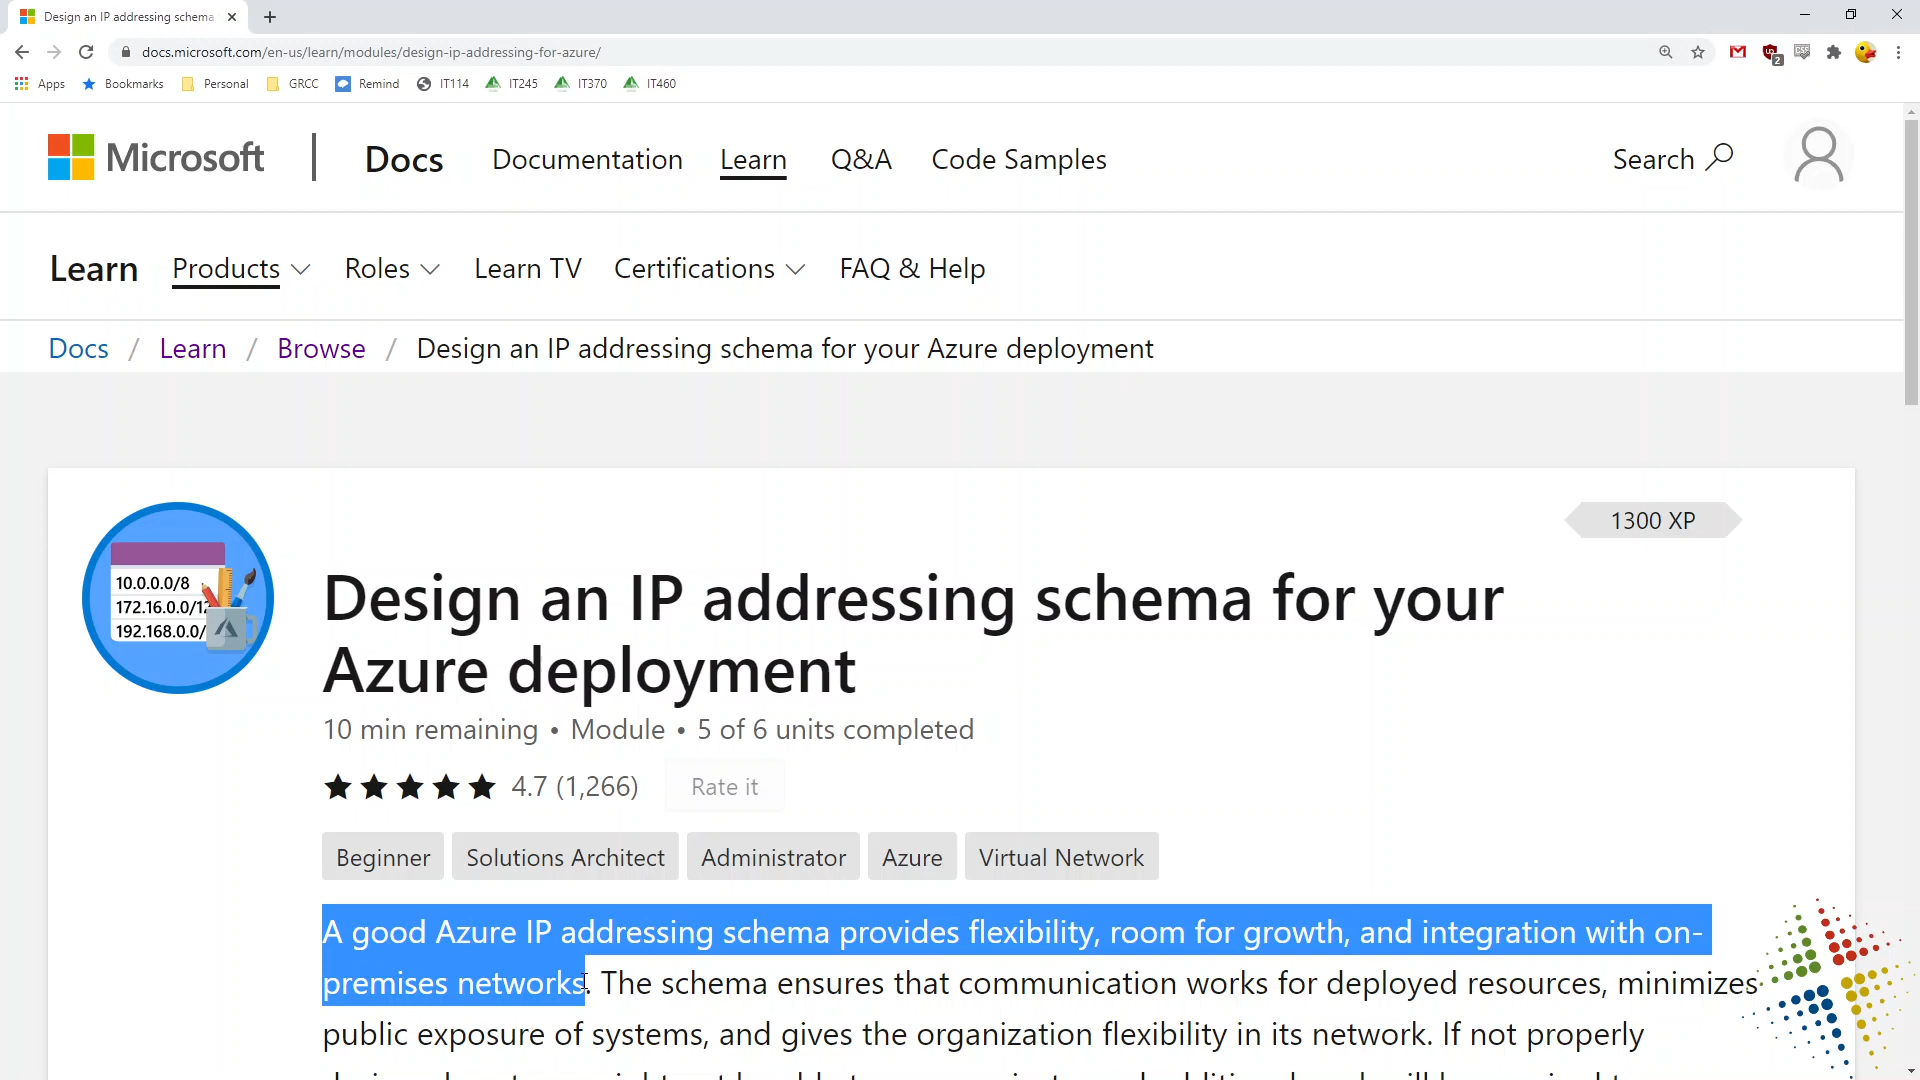 Design an IP addressing schema
docs.microsoft.com/en-us/learn/modules/design-ip-addressing-for-azure/
2
Apps Bookmarks Personal GRCC Remind IT114 IT245 IT370 IT460
Microsoft | Docs Documentation Learn Q&A Code Samples Search
Learn Products Roles Learn TV Certifications FAQ & Help
Docs / Learn / Browse / Design an IP addressing schema for your Azure deployment
1300 XP
10.0.0.0/8
172.16.0.0/12
192.168.0.0/
Design an IP addressing schema for your
Azure deployment
10 min remaining • Module • 5 of 6 units completed
4.7 (1,266) Rate it
Beginner Solutions Architect Administrator Azure Virtual Network
A good Azure IP addressing schema provides flexibility, room for growth, and integration with on-
premises networks. The schema ensures that communication works for deployed resources, minimizes
public exposure of systems, and gives the organization flexibility in its network. If not properly